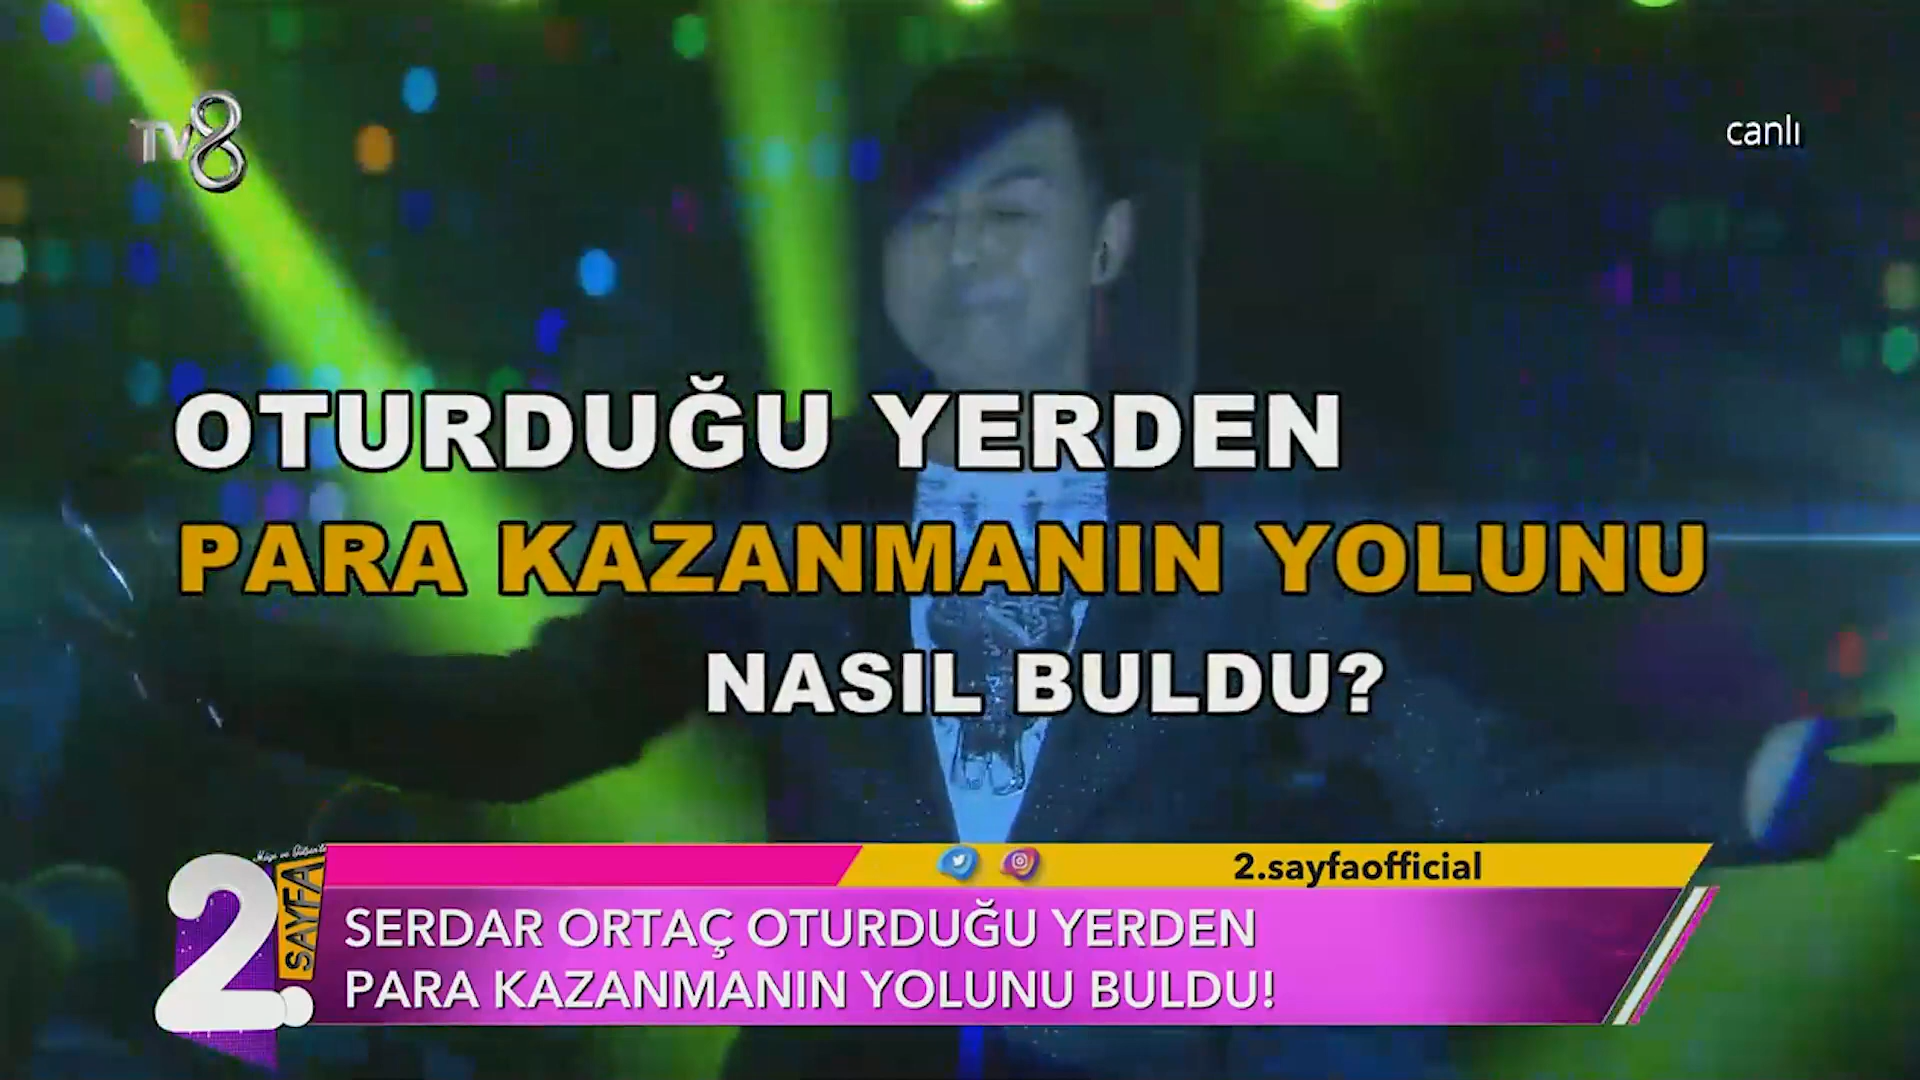 TV8
canlı
OTURDUĞU YERDEN
PARA KAZANMANIN YOLUNU
NASIL BULDU?
2.sayfaofficial
2. SAYFA
SERDAR ORTAÇ OTURDUĞU YERDEN
PARA KAZANMANIN YOLUNU BULDU!